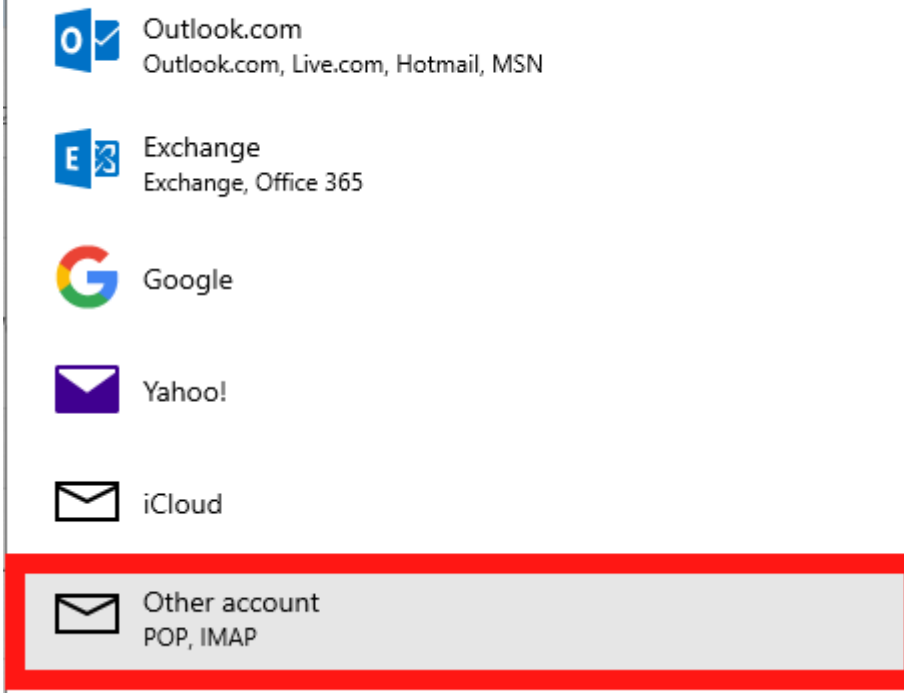 Outlook.com
Outlook.com, Live.com, Hotmail, MSN
Exchange
Exchange, Office 365
Google
Yahoo!
iCloud
Other account
POP, IMAP